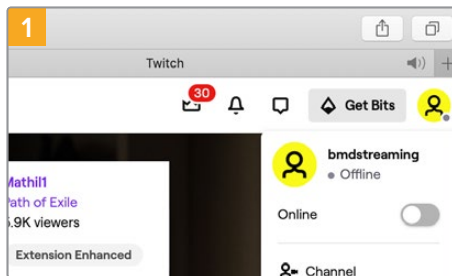 1
Twitch
30
Get Bits
bmdstreaming
Offline
Mathil1
Path of Exile
5.9K viewers
Online
Extension Enhanced
Channel